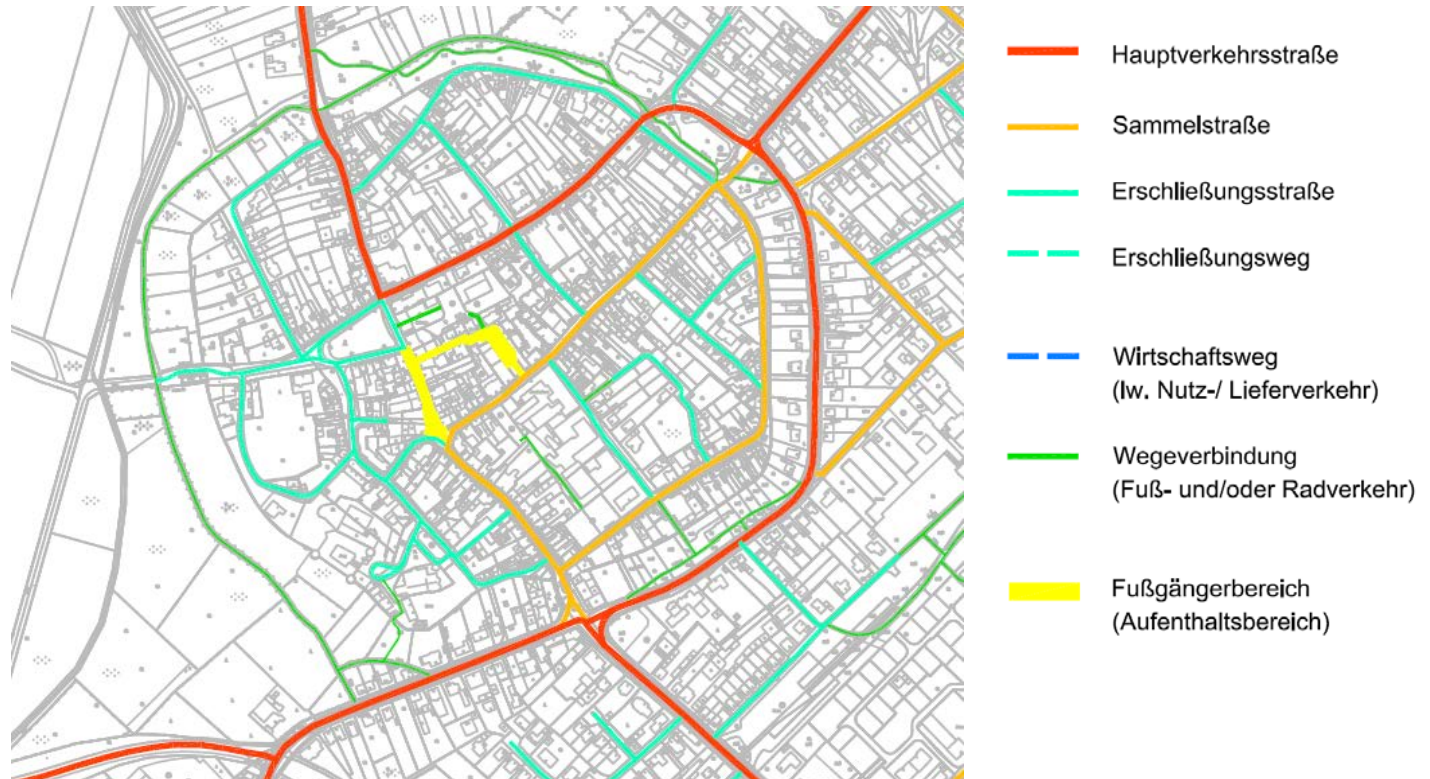 Hauptverkehrsstraße
Sammelstraße
Erschließungsstraße
Erschließungsweg
Wirtschaftsweg
(lw. Nutz-/ Lieferverkehr)
Wegeverbindung
(Fuß- und/oder Radverkehr)
Fußgängerbereich
(Aufenthaltsbereich)